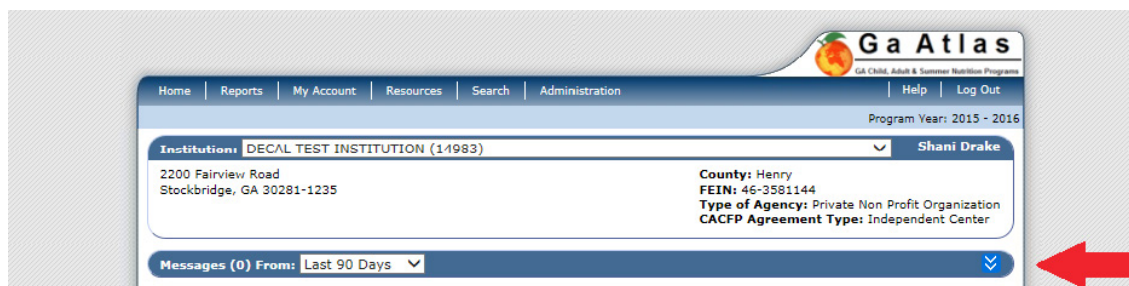 Ga Atlas
GA Child, Adult & Summer Nutrition Programs
Home Reports My Account Resources Search Administration Help Log Out
Program Year: 2015 - 2016
Institution: DECAL TEST INSTITUTION (14983) Shani Drake
2200 Fairview Road
Stockbridge, GA 30281-1235
County: Henry
FEIN: 46-3581144
Type of Agency: Private Non Profit Organization
CACFP Agreement Type: Independent Center
Messages (0) From: Last 90 Days